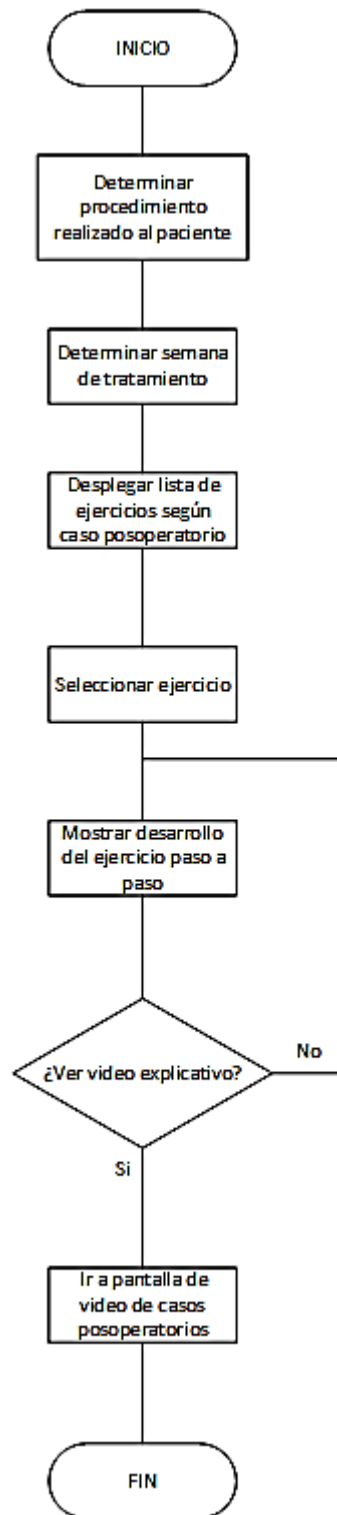 INICIO
Determinar
procedimiento
realizado al paciente
Determinar semana
de tratamiento
Desplegar lista de
ejercicios según
caso posoperatorio
Seleccionar ejercicio
Mostrar desarrollo
del ejercicio paso a
paso
¿Ver video explicativo?
No
Si
Ir a pantalla de
video de casos
posoperatorios
FIN